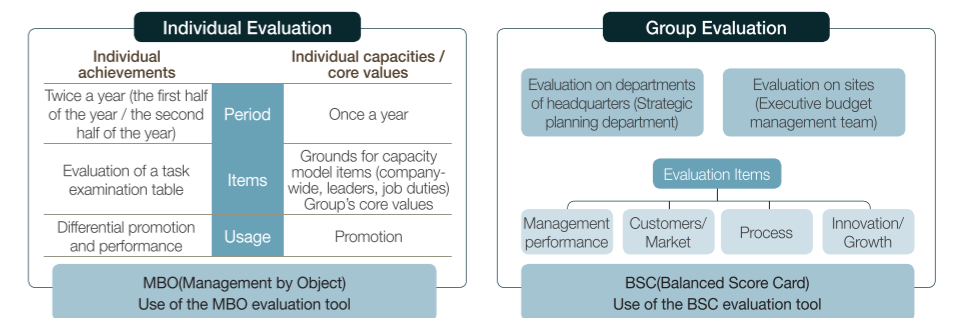 Individual Evaluation
Individual
achievements
Individual capacities /
core values
Twice a year (the first half
of the year / the second
half of the year)
Period
Once a year
Evaluation of a task
examination table
Items
Grounds for capacity
model items (company-
wide, leaders, job duties)
Group's core values
Differential promotion
and performance
Usage
Promotion
MBO(Management by Object)
Use of the MBO evaluation tool
Group Evaluation
Evaluation on departments
of headquarters (Strategic
planning department)
Evaluation on sites
(Executive budget
management team)
Evaluation Items
Management
performance
Customers/
Market
Process
Innovation/
Growth
BSC(Balanced Score Card)
Use of the BSC evaluation tool